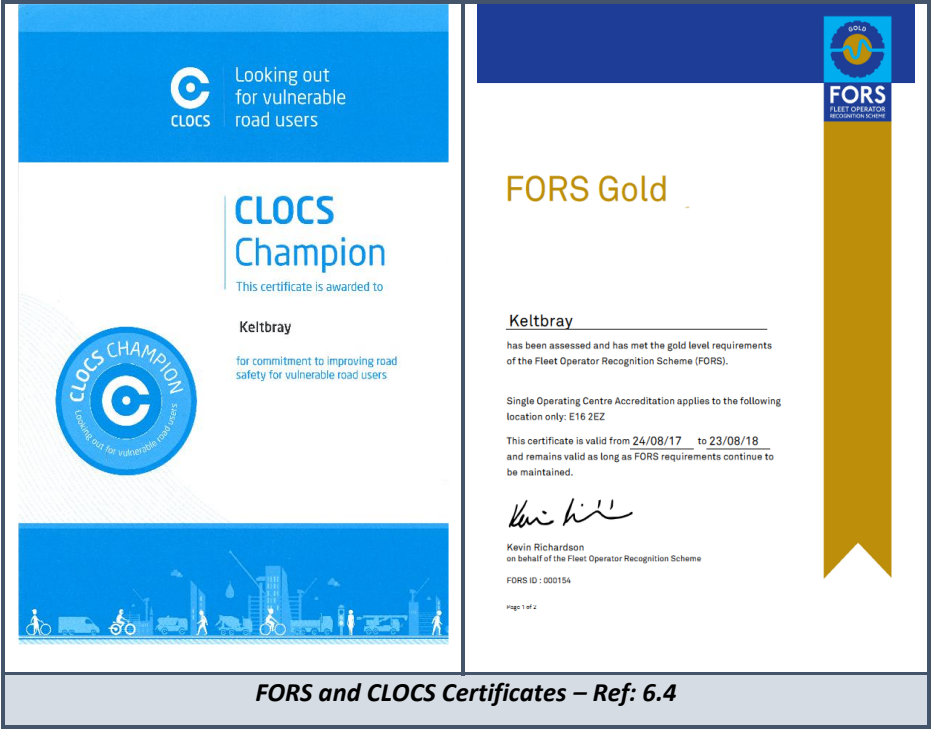 CLOCS
Looking out
for vulnerable
road users
CLOCS
Champion
This certificate is awarded to
Keltbray
for commitment to improving road
safety for vulnerable road users
CLOCS CHAMPION
Looking out for vulnerable road users
GOLD
FORS
FLEET OPERATOR
RECOGNITION SCHEME
FORS Gold
Keltbray
has been assessed and has met the gold level requirements
of the Fleet Operator Recognition Scheme (FORS).
Single Operating Centre Accreditation applies to the following
location only: E16 2EZ
This certificate is valid from 24/08/17 to 23/08/18
and remains valid as long as FORS requirements continue to
be maintained.
Kevin Richardson
on behalf of the Fleet Operator Recognition Scheme
FORS ID : 000154
Page 1 of 2
FORS and CLOCS Certificates – Ref: 6.4